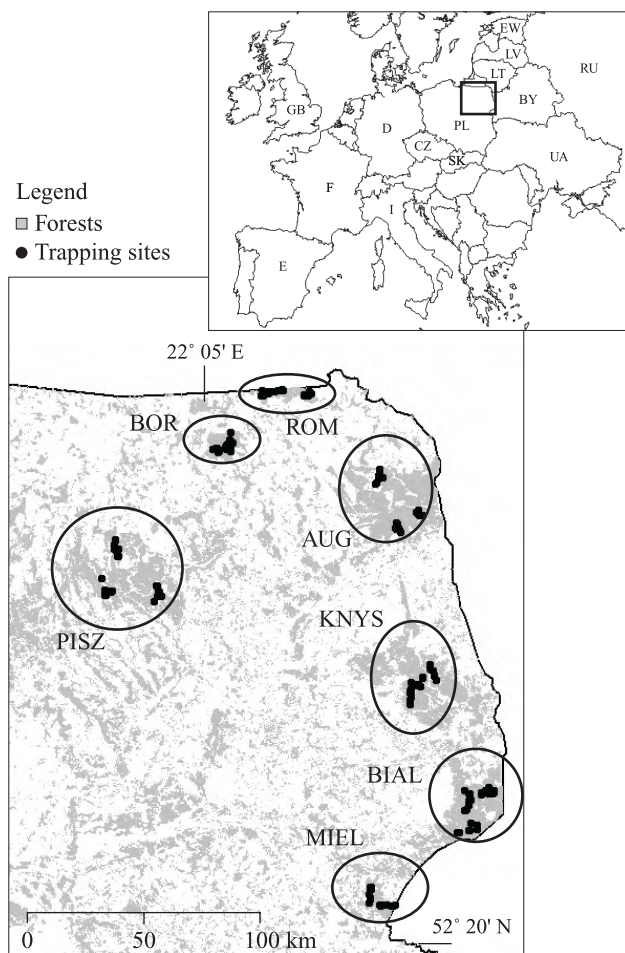 EW
LV
RU
LT
GB
BY
D
PL
CZ
SK
UA
F
I
E
Legend
Forests
Trapping sites
22° 05' E
BOR
ROM
AUG
KNYS
PISZ
BIAL
MIEL
52° 20' N
0 50 100 km